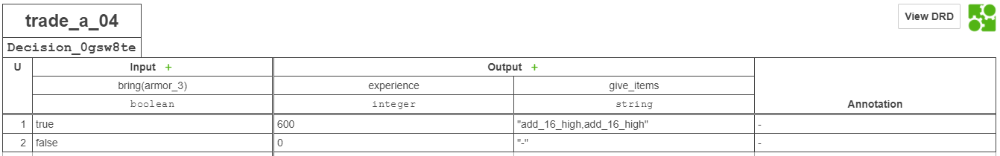 trade_a_04
View DRD
Decision_0gsw8te
U Input + Output +
bring(armor_3) experience give_items
boolean integer string Annotation
1 true 600 "add_16_high,add_16_high" -
2 false 0 "-" -